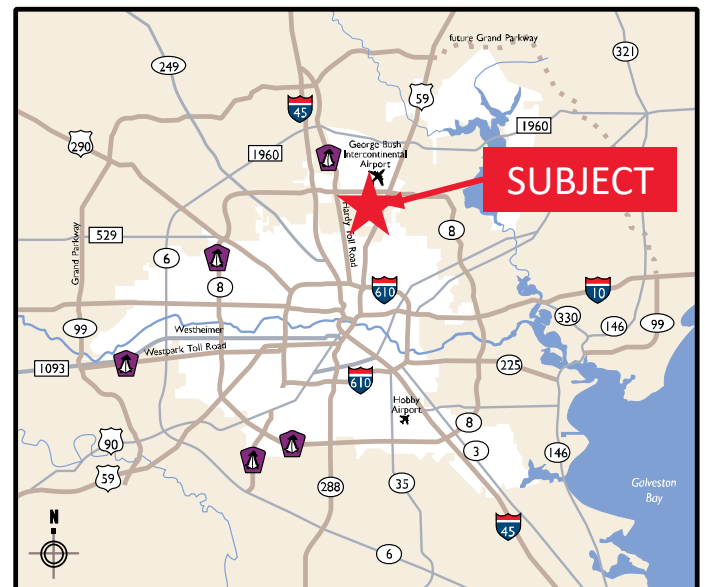 future Grand Parkway
321
249
59
45
290
1960
1960
George Bush
Intercontinental
Airport
SUBJECT
Hardy Toll Road
529
Grand Parkway
6
8
8
610
10
330
146
99
99
Westheimer
Westpark Toll Road
1093
225
610
Hobby
Airport
8
3
90
59
288
35
146
Galveston
Bay
N
45
6